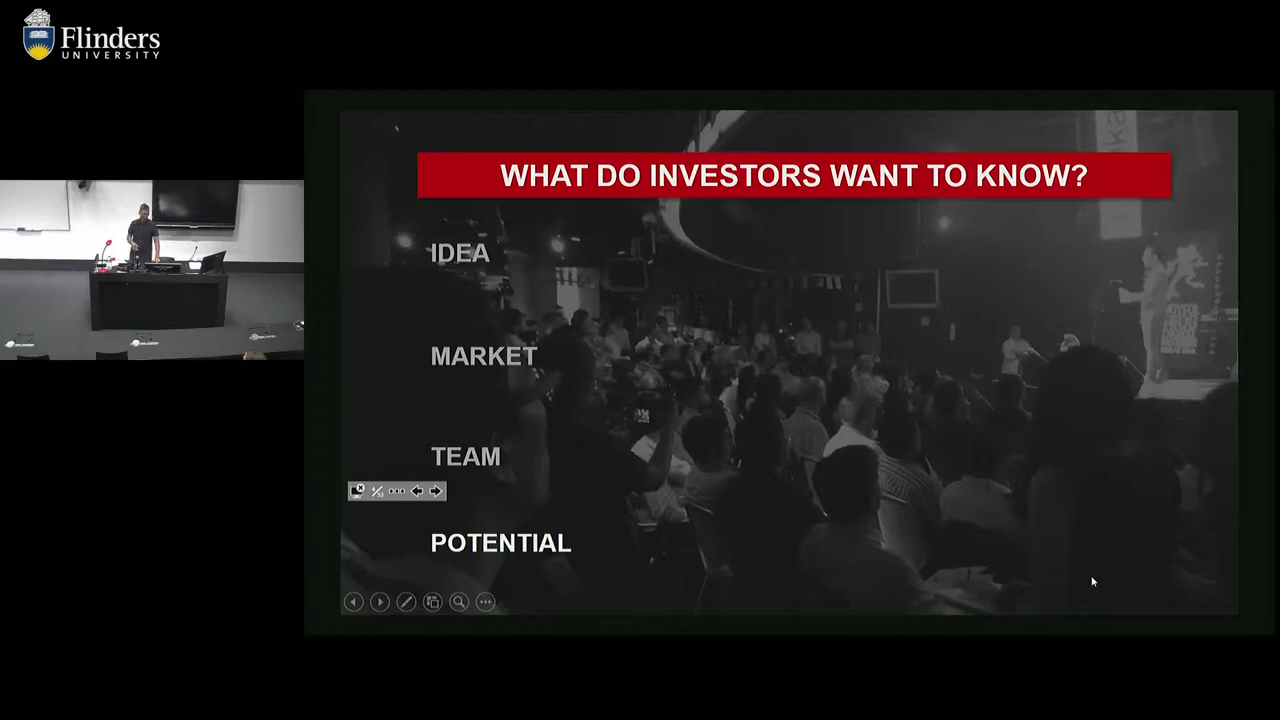 Flinders
UNIVERSITY
WHAT DO INVESTORS WANT TO KNOW?
IDEA
MARKET
TEAM
POTENTIAL